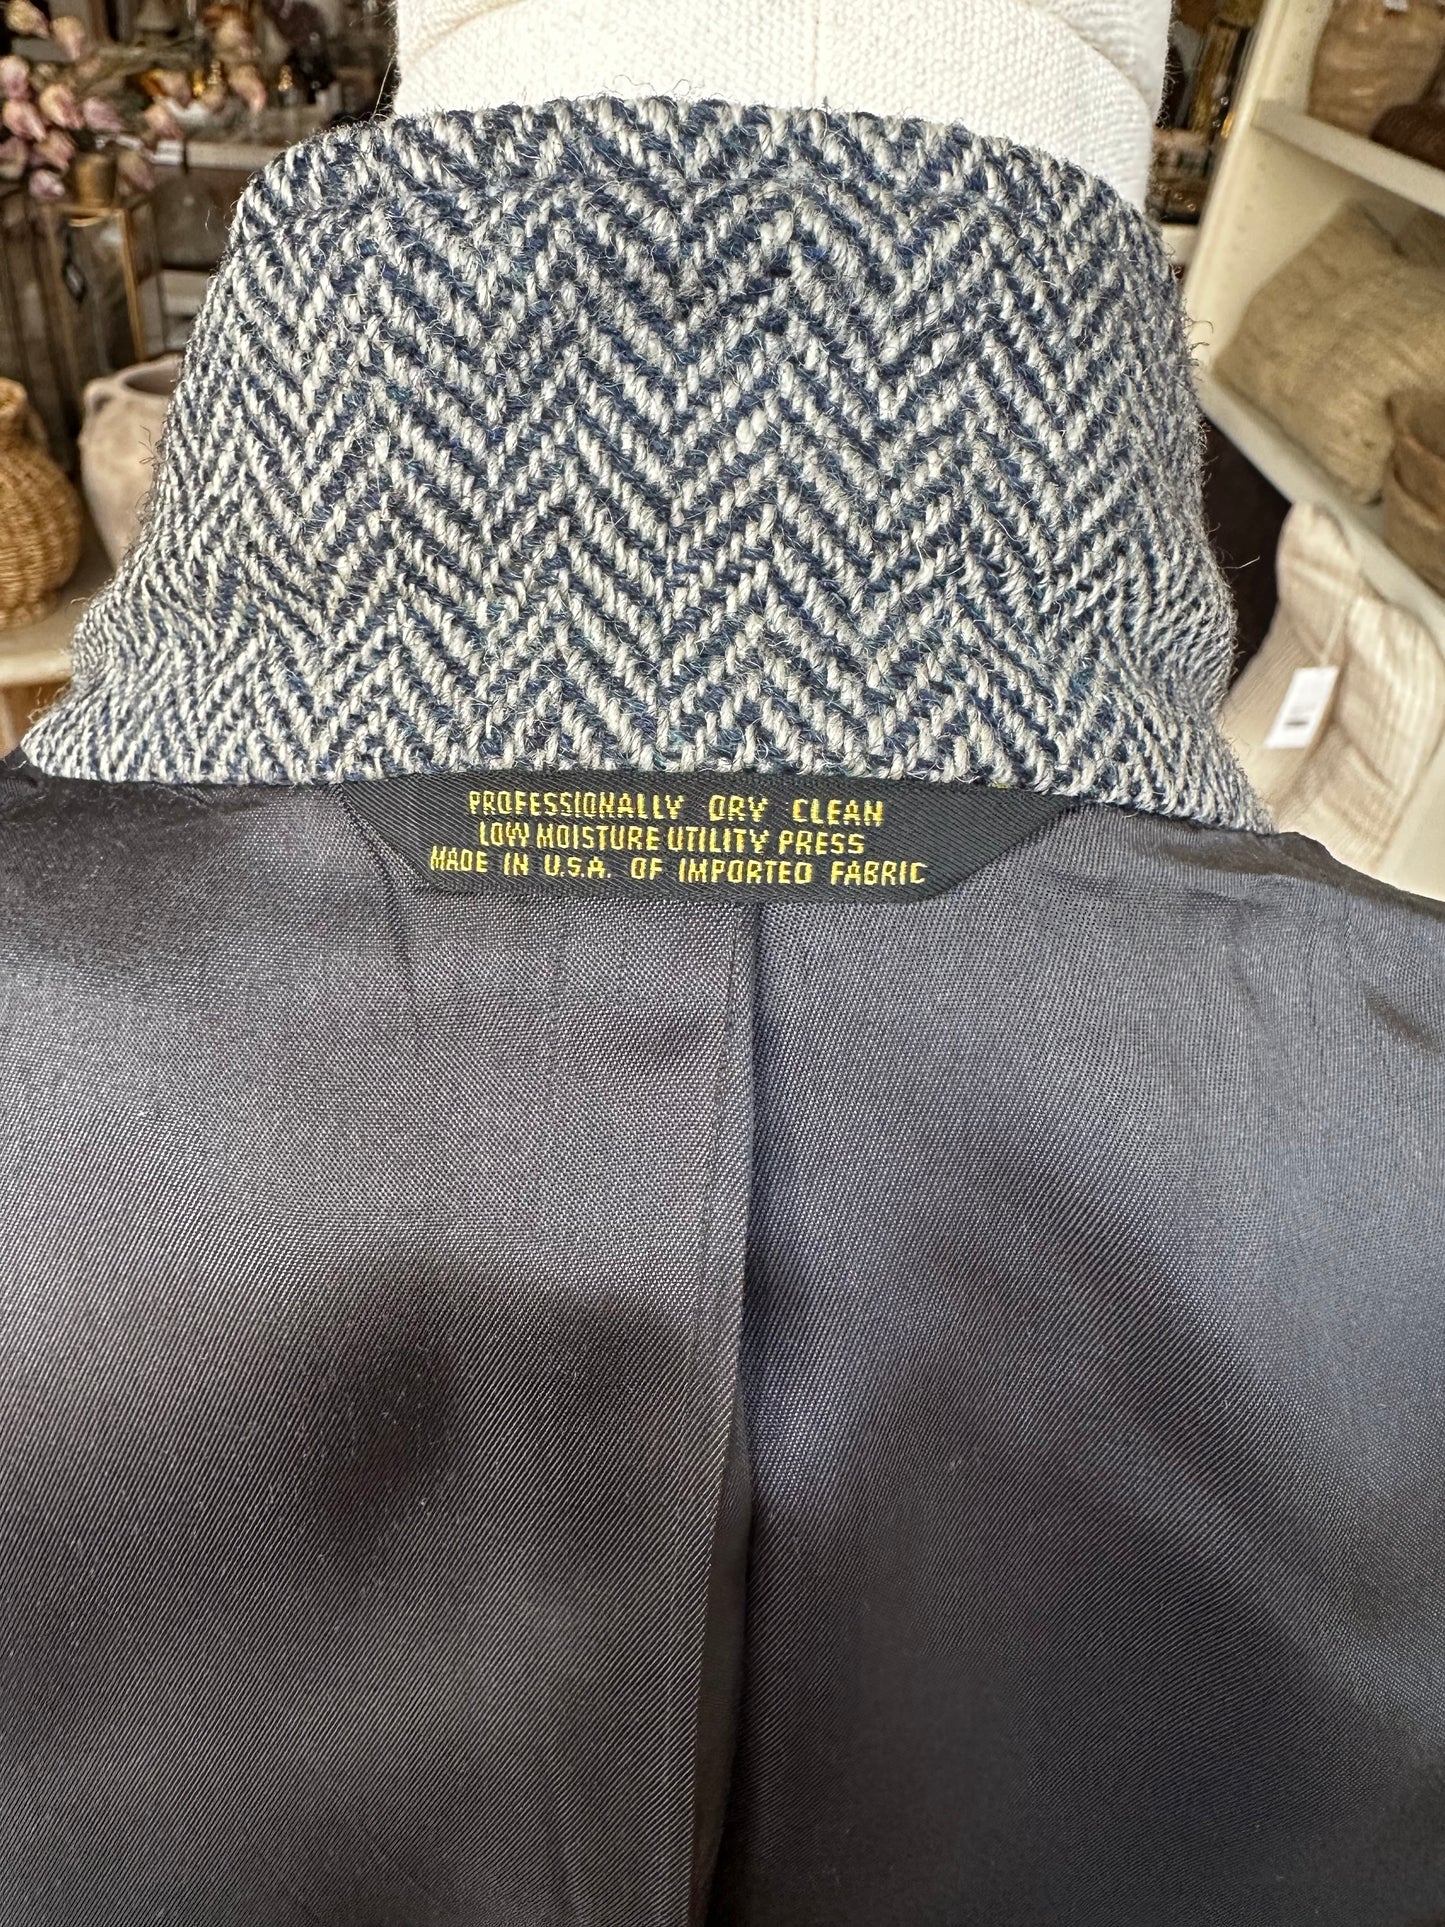 PROFESSIONALLY DRY CLEAN
LOW MOISTURE UTILITY PRESS
MADE IN U.S.A. OF IMPORTED FABRIC